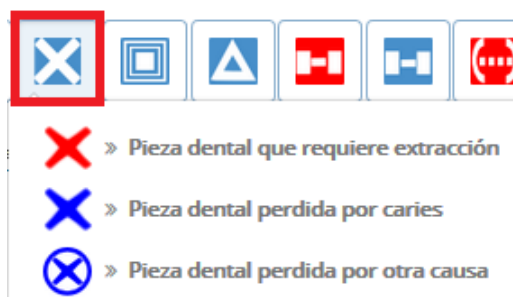 » Pieza dental que requiere extracción
» Pieza dental perdida por caries
» Pieza dental perdida por otra causa